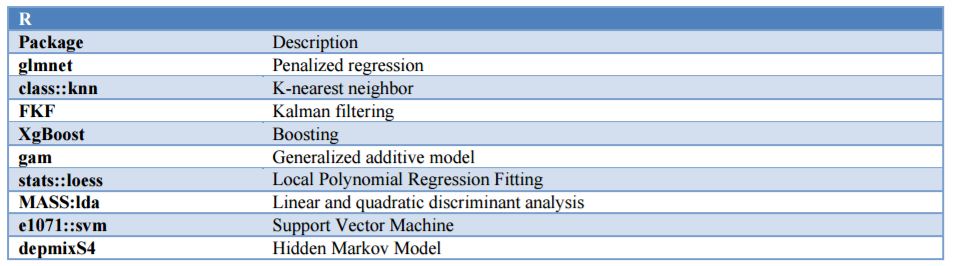 R
Package Description
glmnet Penalized regression
class::knn K-nearest neighbor
FKF Kalman filtering
XgBoost Boosting
gam Generalized additive model
stats::loess Local Polynomial Regression Fitting
MASS:lda Linear and quadratic discriminant analysis
e1071::svm Support Vector Machine
depmixS4 Hidden Markov Model